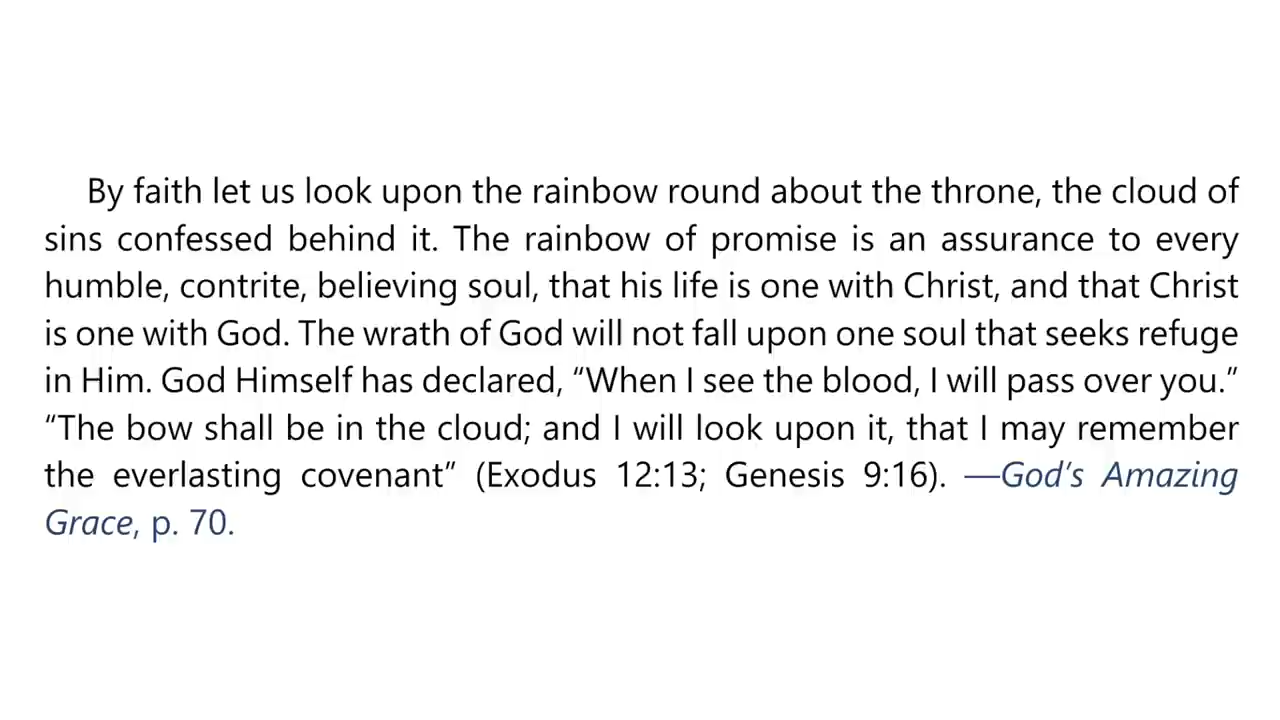 By faith let us look upon the rainbow round about the throne, the cloud of
sins confessed behind it. The rainbow of promise is an assurance to every
humble, contrite, believing soul, that his life is one with Christ, and that Christ
is one with God. The wrath of God will not fall upon one soul that seeks refuge
in Him. God Himself has declared, “When I see the blood, I will pass over you.”
“The bow shall be in the cloud; and I will look upon it, that I may remember
the everlasting covenant” (Exodus 12:13; Genesis 9:16). —God’s Amazing
Grace, p. 70.